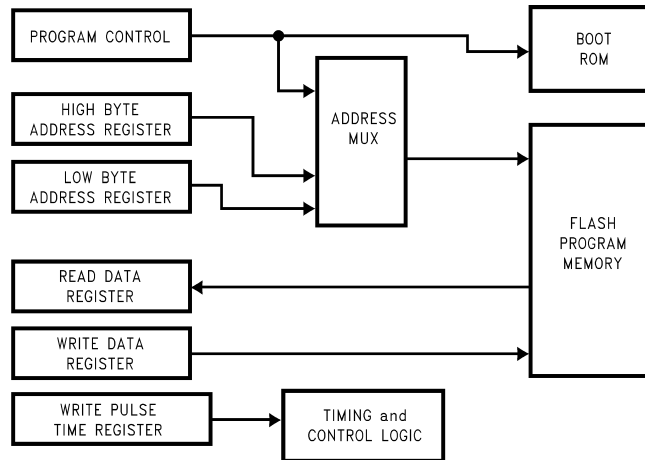 PROGRAM CONTROL
BOOT
ROM
HIGH BYTE
ADDRESS REGISTER
ADDRESS
MUX
LOW BYTE
ADDRESS REGISTER
FLASH
PROGRAM
MEMORY
READ DATA
REGISTER
WRITE DATA
REGISTER
WRITE PULSE
TIME REGISTER
TIMING and
CONTROL LOGIC